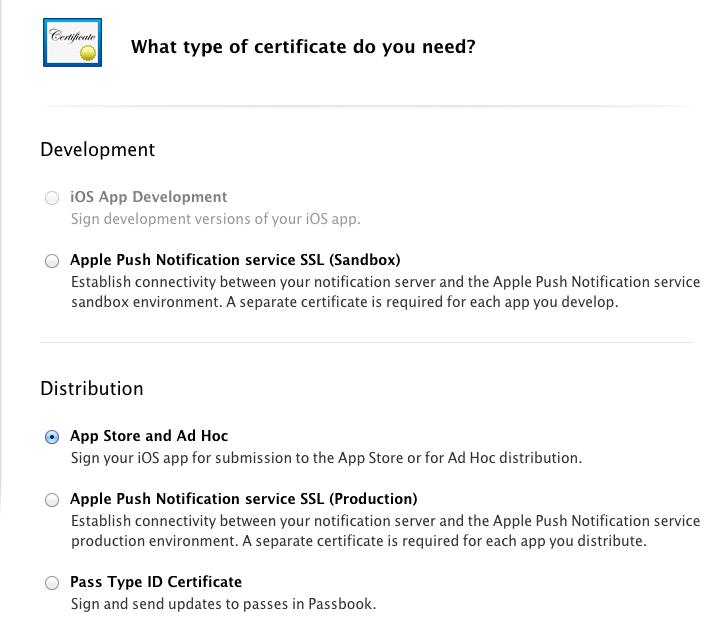 Certificate
What type of certificate do you need?
Development
iOS App Development
Sign development versions of your iOS app.
Apple Push Notification service SSL (Sandbox)
Establish connectivity between your notification server and the Apple Push Notification service
sandbox environment. A separate certificate is required for each app you develop.
Distribution
App Store and Ad Hoc
Sign your iOS app for submission to the App Store or for Ad Hoc distribution.
Apple Push Notification service SSL (Production)
Establish connectivity between your notification server and the Apple Push Notification service
production environment. A separate certificate is required for each app you distribute.
Pass Type ID Certificate
Sign and send updates to passes in Passbook.